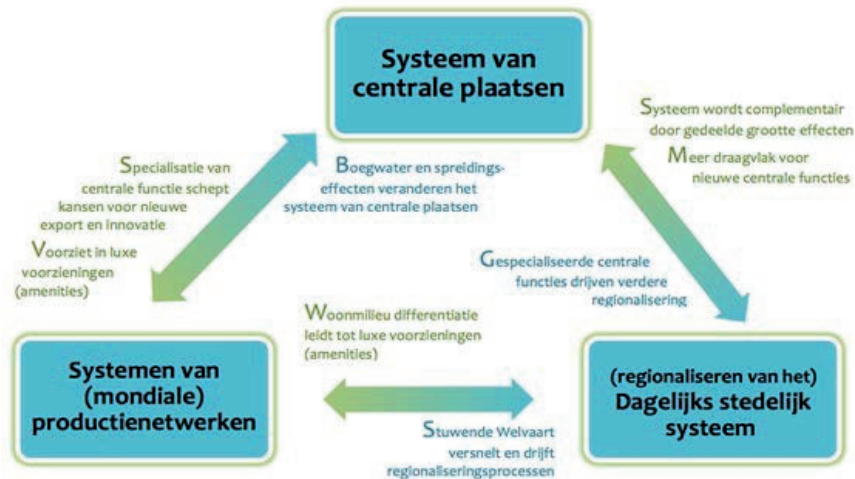 Systeem van
centrale plaatsen
Systeem wordt complementair
door gedeelde grootte effecten
Meer draagvlak voor
nieuwe centrale functies
Specialisatie van
centrale functie schept
kansen voor nieuwe
export en innovatie
Voorziet in luxe
voorzieningen
(amenities)
Boegwater en spreidings-
effecten veranderen het
systeem van centrale plaatsen
Gespecialiseerde centrale
functies drijven verdere
regionalisering
Woonmilieu differentiatie
leidt tot luxe voorzieningen
(amenities)
Systemen van
(mondiale)
productienetwerken
(regionaliseren van het)
Dagelijks stedelijk
systeem
Stuwende Welvaart
versnelt en drijft
regionaliseringsprocessen